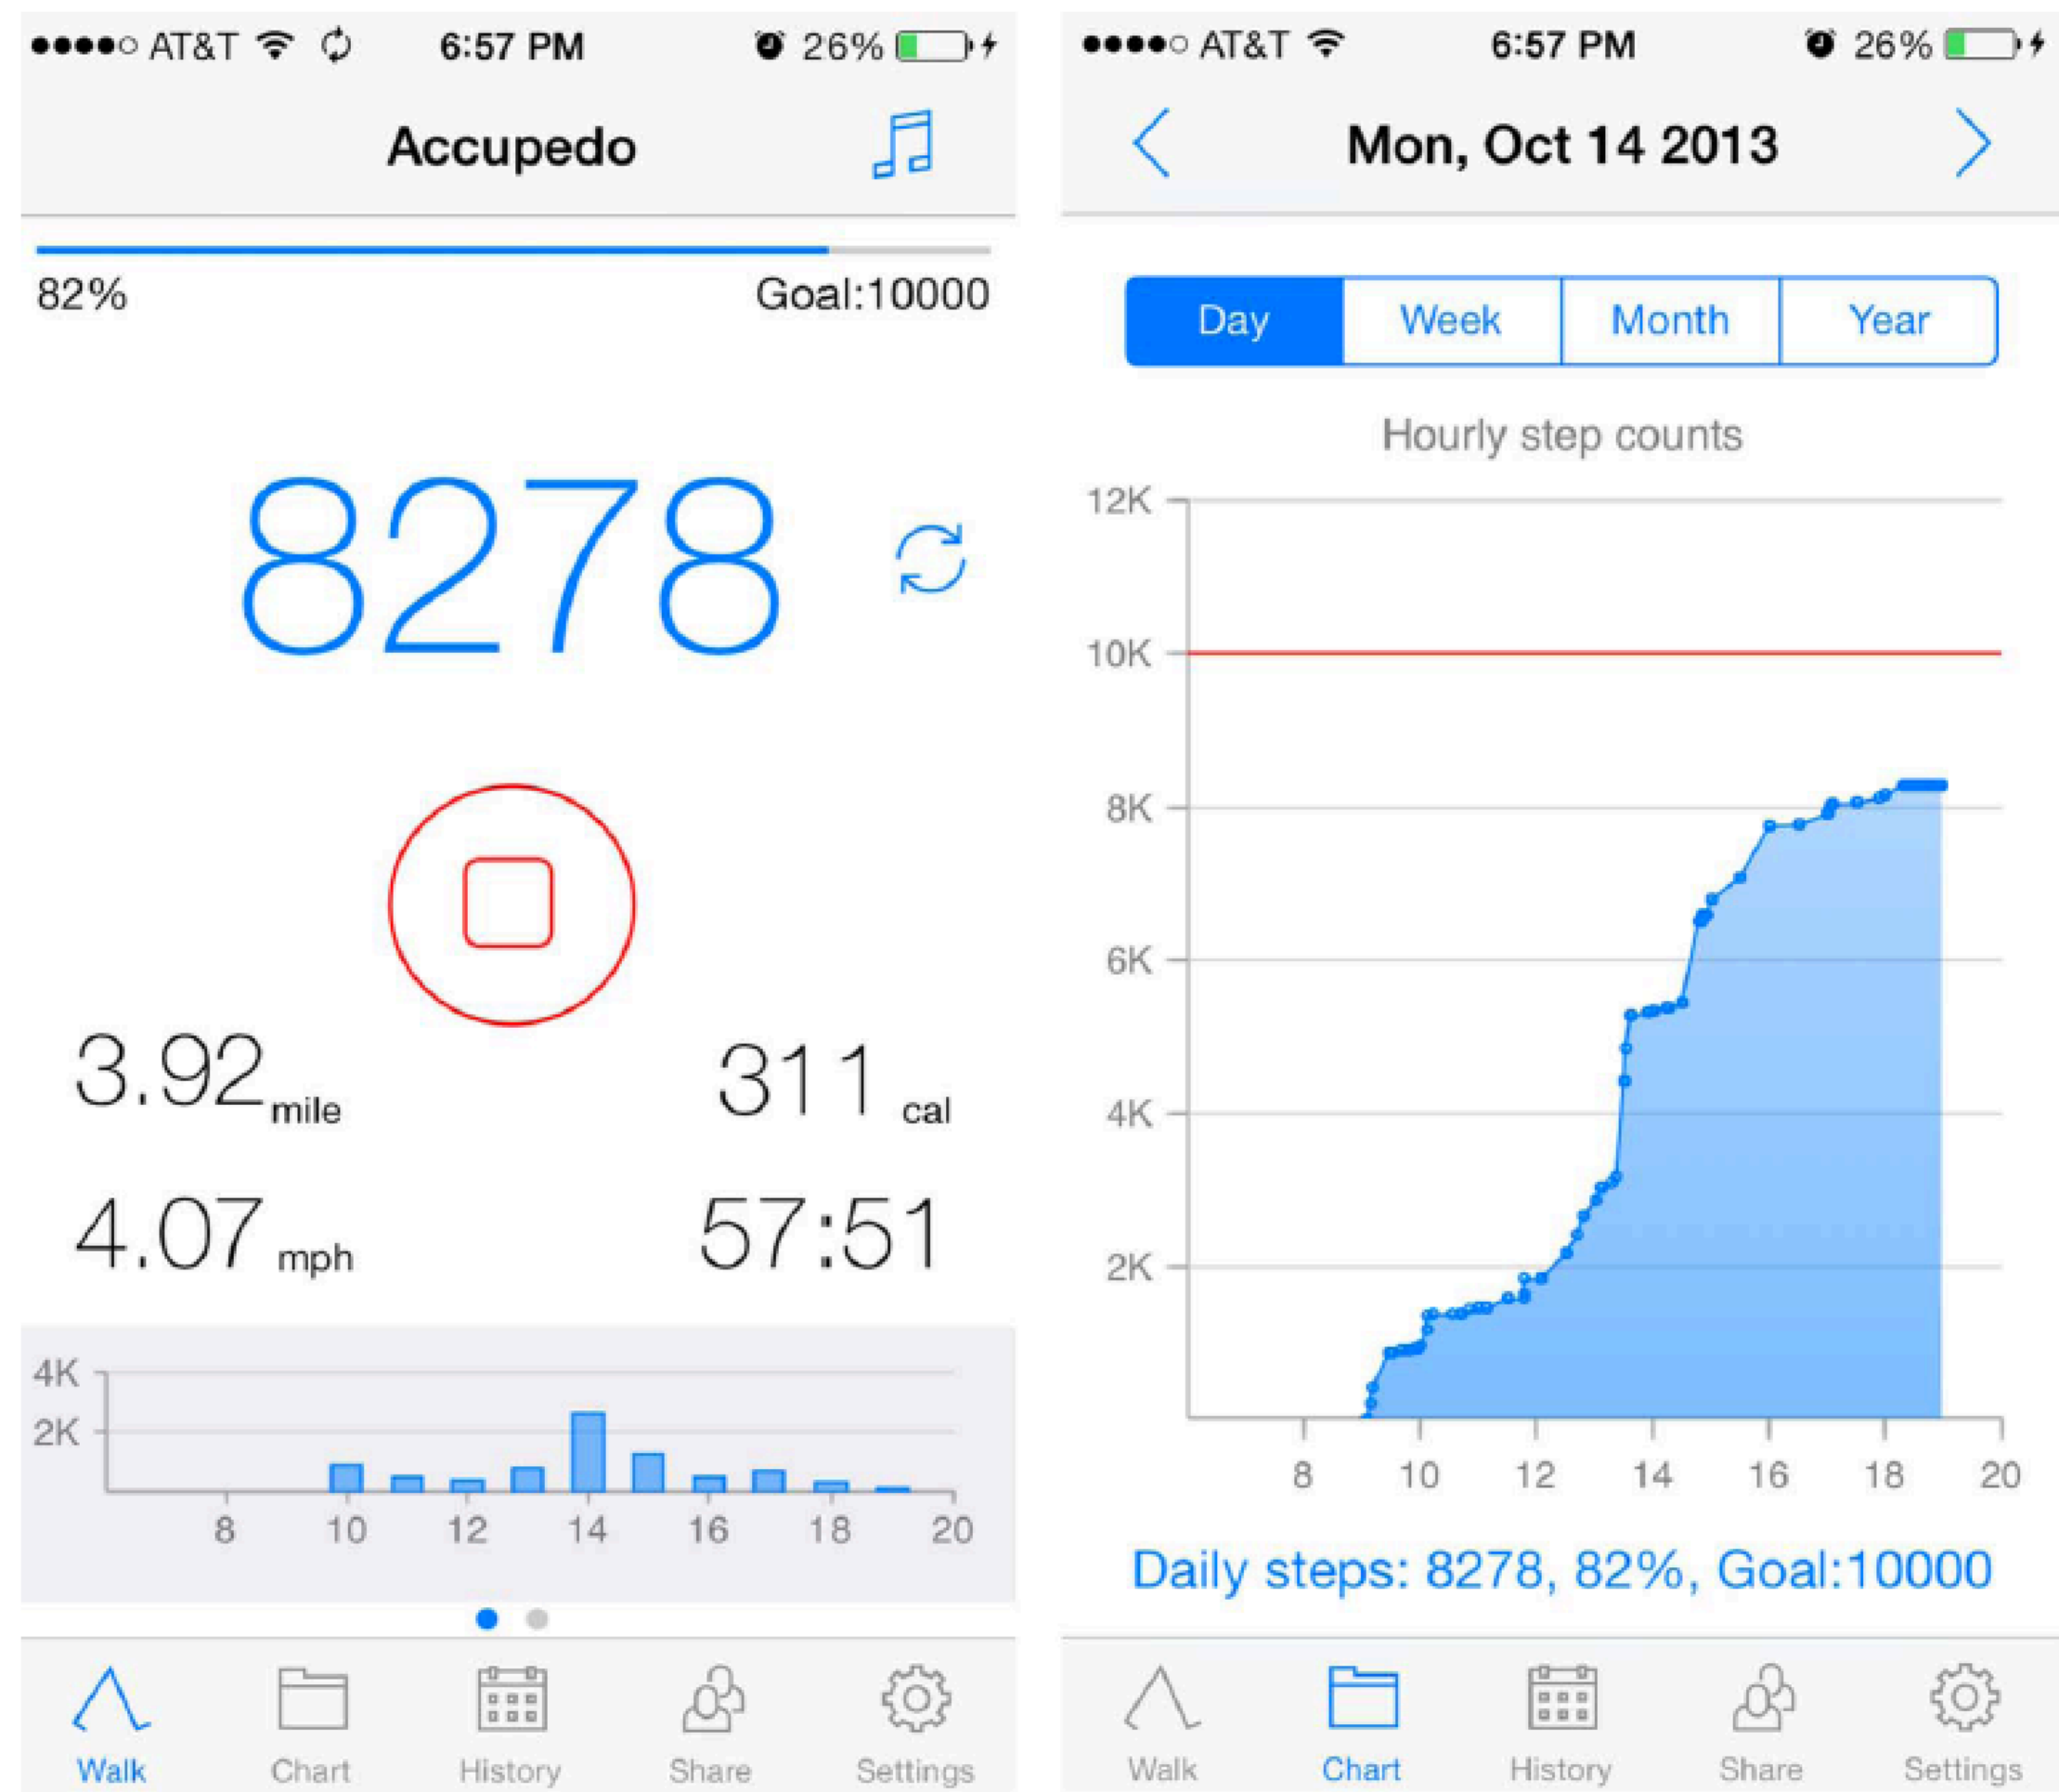 AT&T 6:57 PM 26%
Accupedo
82% Goal:10000
8278
3.92 mile 311 cal
4.07 mph 57:51
4K
2K
8 10 12 14 16 18 20
Walk Chart History Share Settings
AT&T 6:57 PM 26%
Mon, Oct 14 2013
Day Week Month Year
Hourly step counts
12K
10K
8K
6K
4K
2K
8 10 12 14 16 18 20
Daily steps: 8278, 82%, Goal:10000
Walk Chart History Share Settings